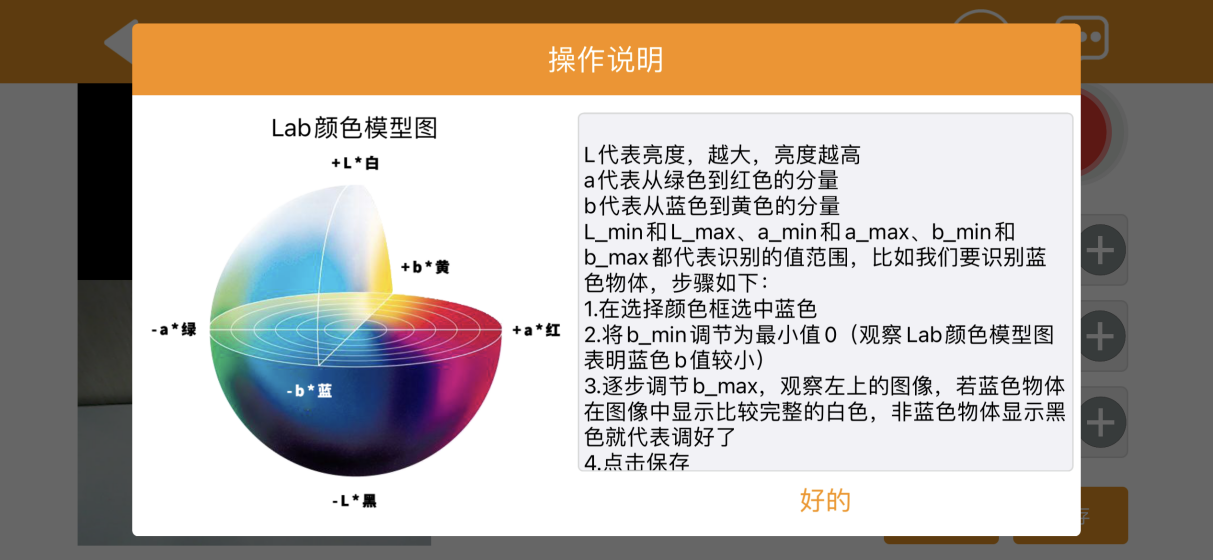 操作说明
Lab颜色模型图
+L*白
+b*黄
-a*绿
+a*红
-b*蓝
-L*黑
L代表亮度，越大，亮度越高
a代表从绿色到红色的分量
b代表从蓝色到黄色的分量
L_min和L_max、a_min和a_max、b_min和
b_max都代表识别的值范围，比如我们要识别蓝
色物体，步骤如下：
1.在选择颜色框选中蓝色
2.将b_min调节为最小值0（观察Lab颜色模型图
表明蓝色b值较小）
3.逐步调节b_max，观察左上的图像，若蓝色物体
在图像中显示比较完整的白色，非蓝色物体显示黑
色就代表调好了
4.点击保存
好的